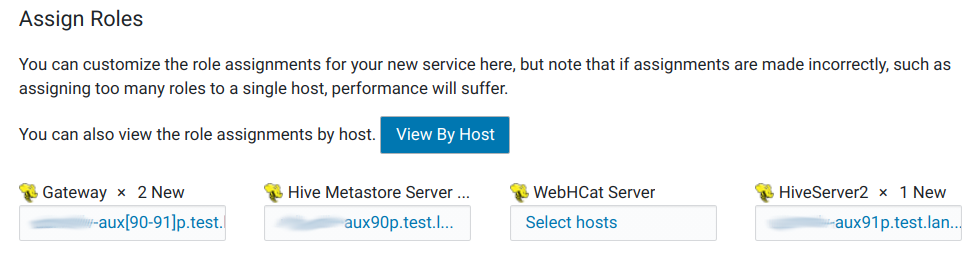 Assign Roles
You can customize the role assignments for your new service here, but note that if assignments are made incorrectly, such as
assigning too many roles to a single host, performance will suffer.
You can also view the role assignments by host. View By Host
Gateway × 2 New Hive Metastore Server ... WebHCat Server HiveServer2 × 1 New
-aux[90-91]p.test. aux90p.test.l... Select hosts -aux91p.test.lan...